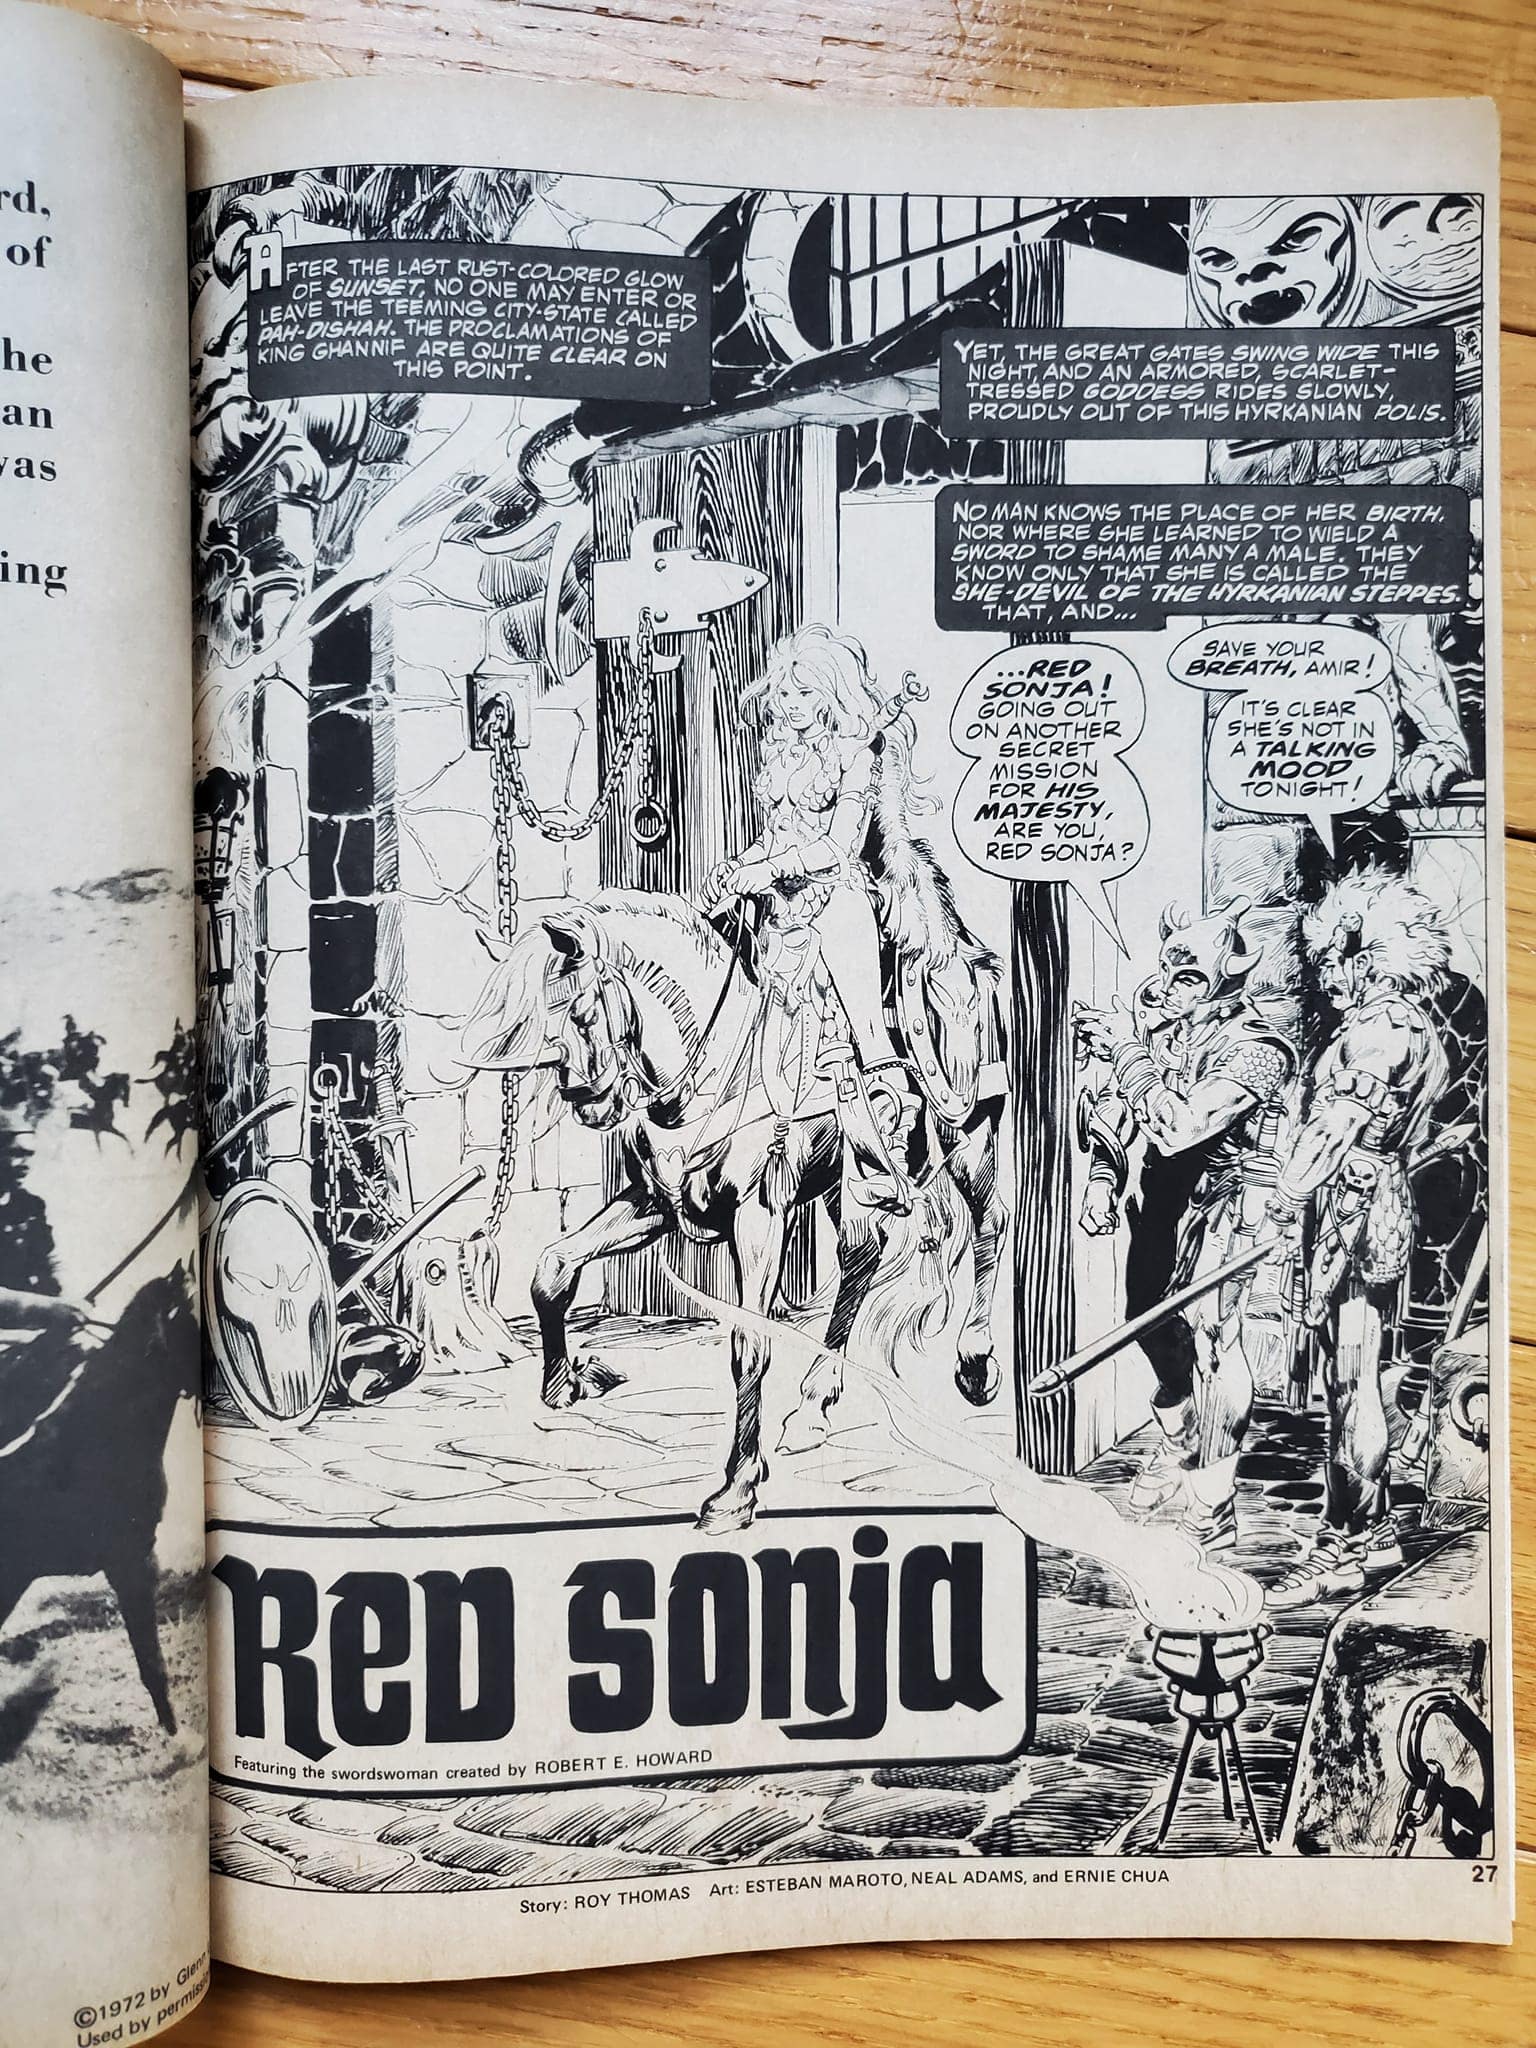 rd,
of
he
an
was
ing
©1972 by Glenn
Used by permissi
AFTER THE LAST RUST-COLORED GLOW
OF SUNSET, NO ONE MAY ENTER OR
LEAVE THE TEEMING CITY-STATE CALLED
PAH-DISHAH. THE PROCLAMATIONS OF
KING GHANNIF ARE QUITE CLEAR ON
THIS POINT.
YET, THE GREAT GATES SWING WIDE THIS
NIGHT, AND AN ARMORED, SCARLET-
TRESSED GODDESS RIDES SLOWLY,
PROUDLY OUT OF THIS HYRKANIAN POLIS.
NO MAN KNOWS THE PLACE OF HER BIRTH,
NOR WHERE SHE LEARNED TO WIELD A
SWORD TO SHAME MANY A MALE. THEY
KNOW ONLY THAT SHE IS CALLED THE
SHE-DEVIL OF THE HYRKANIAN STEPPES.
THAT, AND...
...RED
SONJA!
GOING OUT
ON ANOTHER
SECRET
MISSION
FOR HIS
MAJESTY,
ARE YOU,
RED SONJA?
SAVE YOUR
BREATH, AMIR!
IT'S CLEAR
SHE'S NOT IN
A TALKING
MOOD
TONIGHT!
RED SONJA
Featuring the swordswoman created by ROBERT E. HOWARD
Story: ROY THOMAS Art: ESTEBAN MAROTO, NEAL ADAMS, and ERNIE CHUA
27